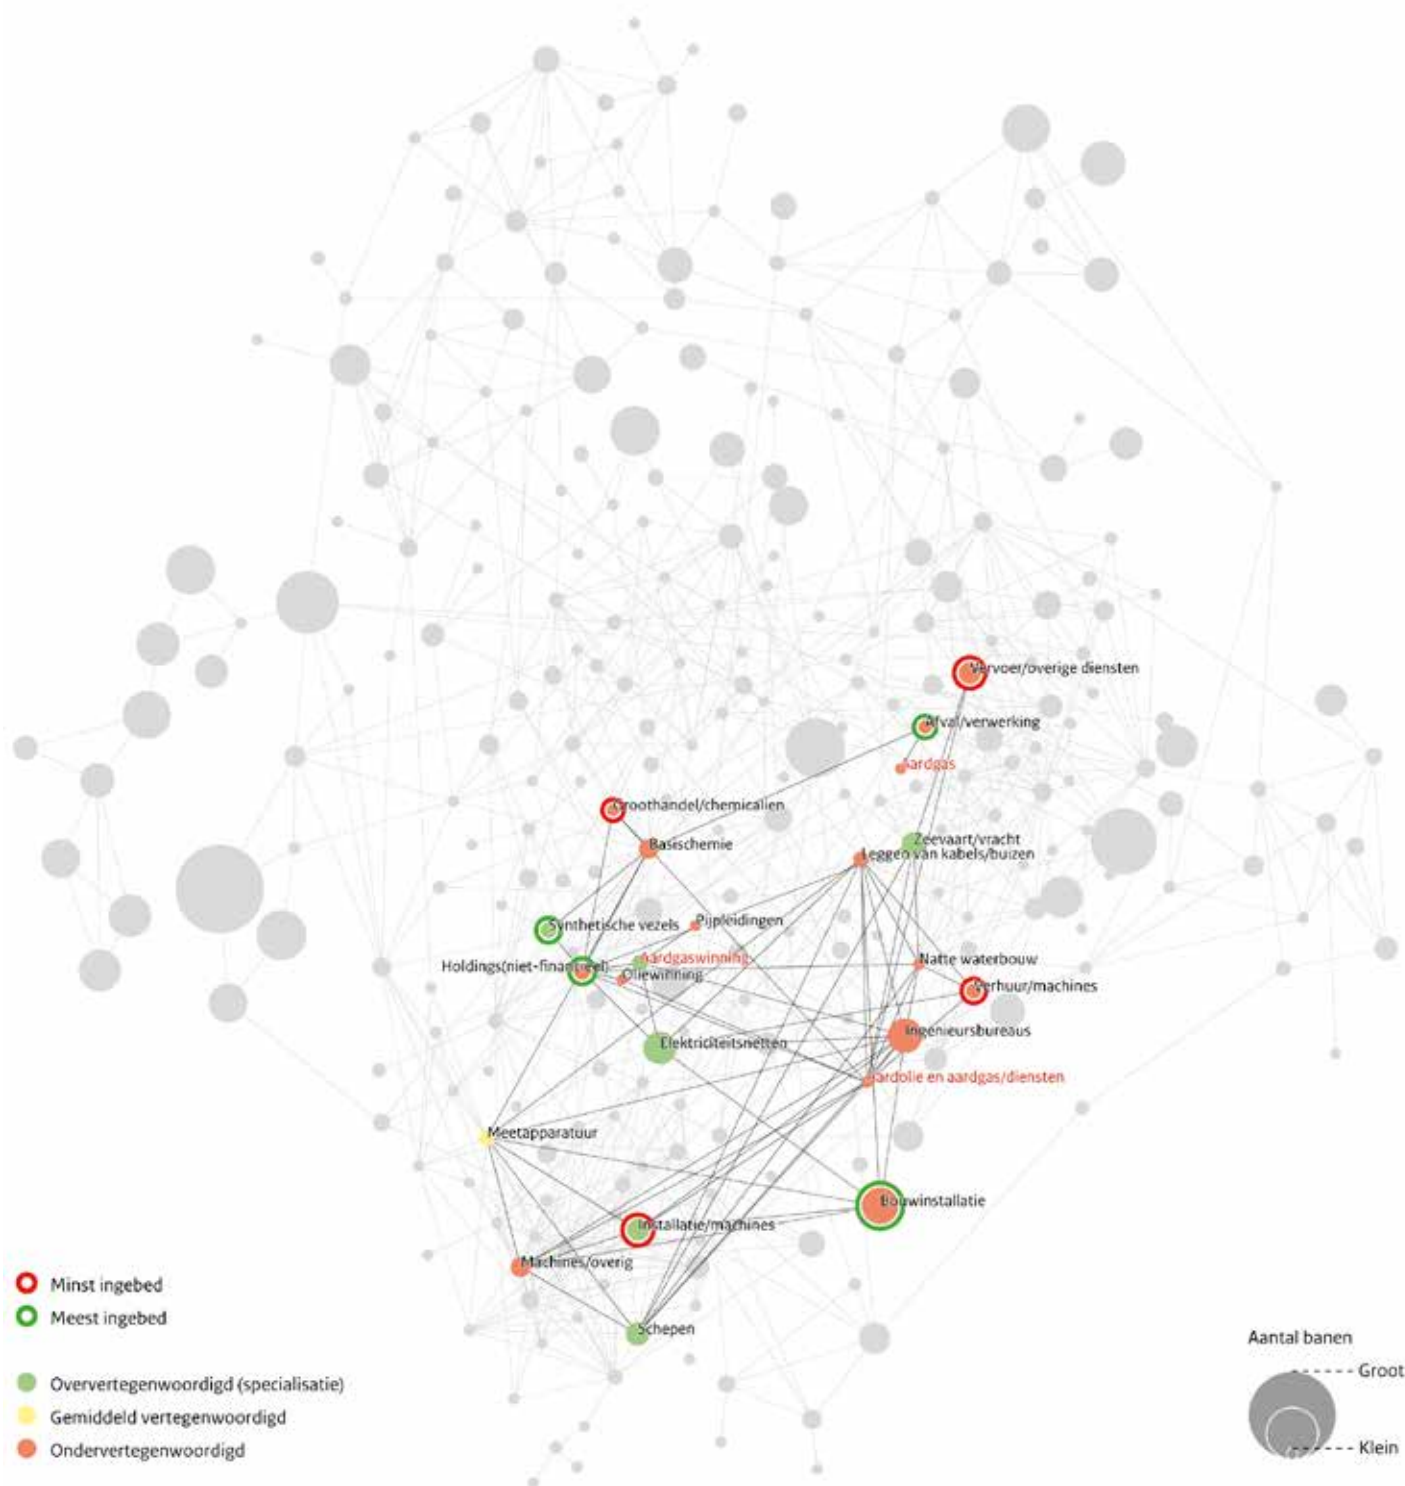 Vervoer/overige diensten
Afval/verwerking
Aardgas
Groothandel/chemicalien
Basischemie
Zeevaart/vracht
Leggen van kabels/buizen
Synthetische vezels
Pijpleidingen
Aardgaswinning
Holdings(niet-financieel)
Oliewinning
Natte waterbouw
Verhuur/machines
Ingenieursbureaus
Elektriciteitsnetten
Aardolie en aardgas/diensten
Meetapparatuur
Bouwinstallatie
Installatie/machines
Machines/overig
Schepen
Minst ingebed
Meest ingebed
Oververtegenwoordigd (specialisatie)
Gemiddeld vertegenwoordigd
Ondervertegenwoordigd
Aantal banen
Groot
Klein